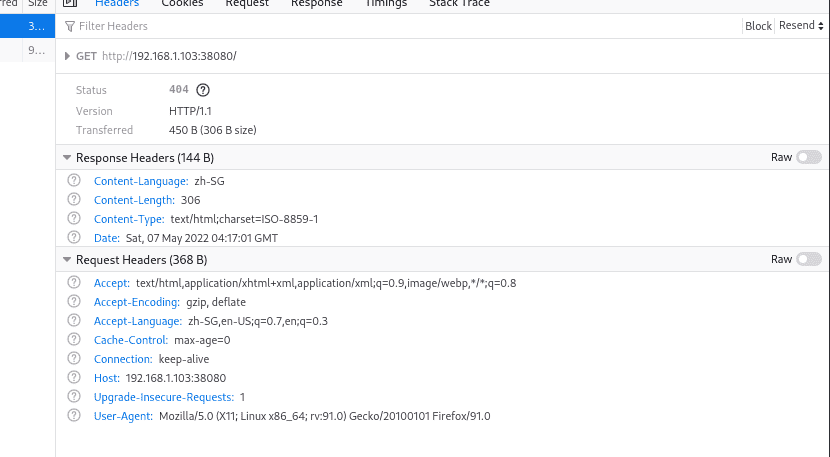 rred Size Headers Cookies Request Response Timings Stack Trace
3... Filter Headers Block Resend
9... GET http://192.168.1.103:38080/
Status 404
Version HTTP/1.1
Transferred 450 B (306 B size)
Response Headers (144 B) Raw
Content-Language: zh-SG
Content-Length: 306
Content-Type: text/html;charset=ISO-8859-1
Date: Sat, 07 May 2022 04:17:01 GMT
Request Headers (368 B) Raw
Accept: text/html,application/xhtml+xml,application/xml;q=0.9,image/webp,*/*;q=0.8
Accept-Encoding: gzip, deflate
Accept-Language: zh-SG,en-US;q=0.7,en;q=0.3
Cache-Control: max-age=0
Connection: keep-alive
Host: 192.168.1.103:38080
Upgrade-Insecure-Requests: 1
User-Agent: Mozilla/5.0 (X11; Linux x86_64; rv:91.0) Gecko/20100101 Firefox/91.0